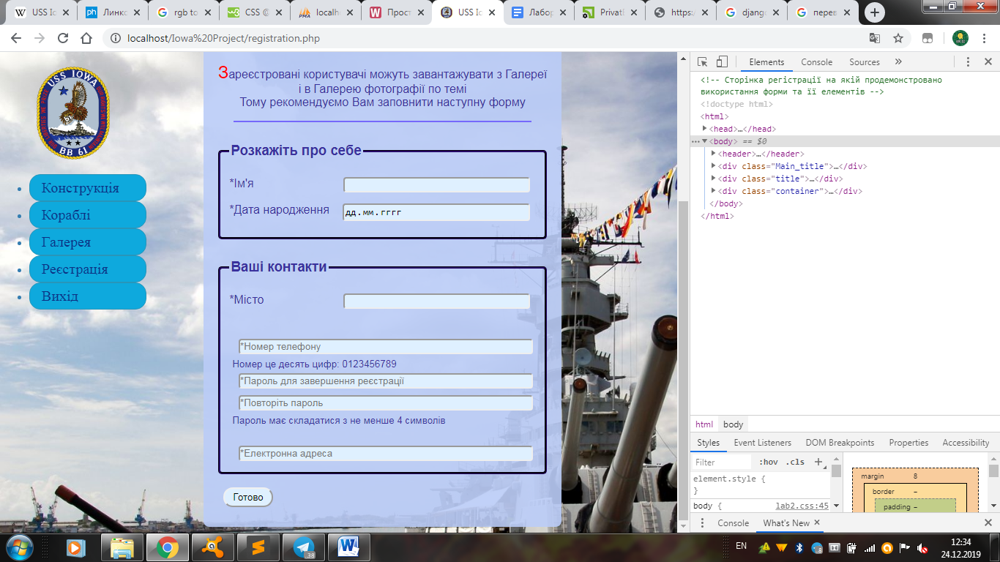 USS Ic
Линкс
rgb to
CSS @
localh
Прост
USS Ic
Лабор
Privatl
https:/
djang
перев
localhost/Iowa%20Project/registration.php
USS IOWA
BB 61
Конструкція
Кораблі
Галерея
Реєстрація
Вихід
Зареєстровані користувачі можуть завантажувати з Галереї
і в Галерею фотографії по темі
Тому рекомендуємо Вам заповнити наступну форму
Розкажіть про себе
*Ім'я
*Дата народження дд.мм.гггг
Ваші контакти
*Місто
*Номер телефону
Номер це десять цифр: 0123456789
*Пароль для завершення реєстрації
*Повторіть пароль
Пароль має складатися з не менше 4 символів
*Електронна адреса
Готово
Elements Console Sources »
<!-- Сторінка регістрації на якій продемонстровано
використання форми та її елементів -->
<!doctype html>
<html>
<head>…</head>
<body> == $0
<header>…</header>
<div class="Main_title">…</div>
<div class="title">…</div>
<div class="container">…</div>
</body>
</html>
html body
Styles Event Listeners DOM Breakpoints Properties Accessibility
Filter :hov .cls +
element.style {
}
body { lab2.css:45
margin 8
border –
padding –
Console What's New
38
EN
12:34
24.12.2019